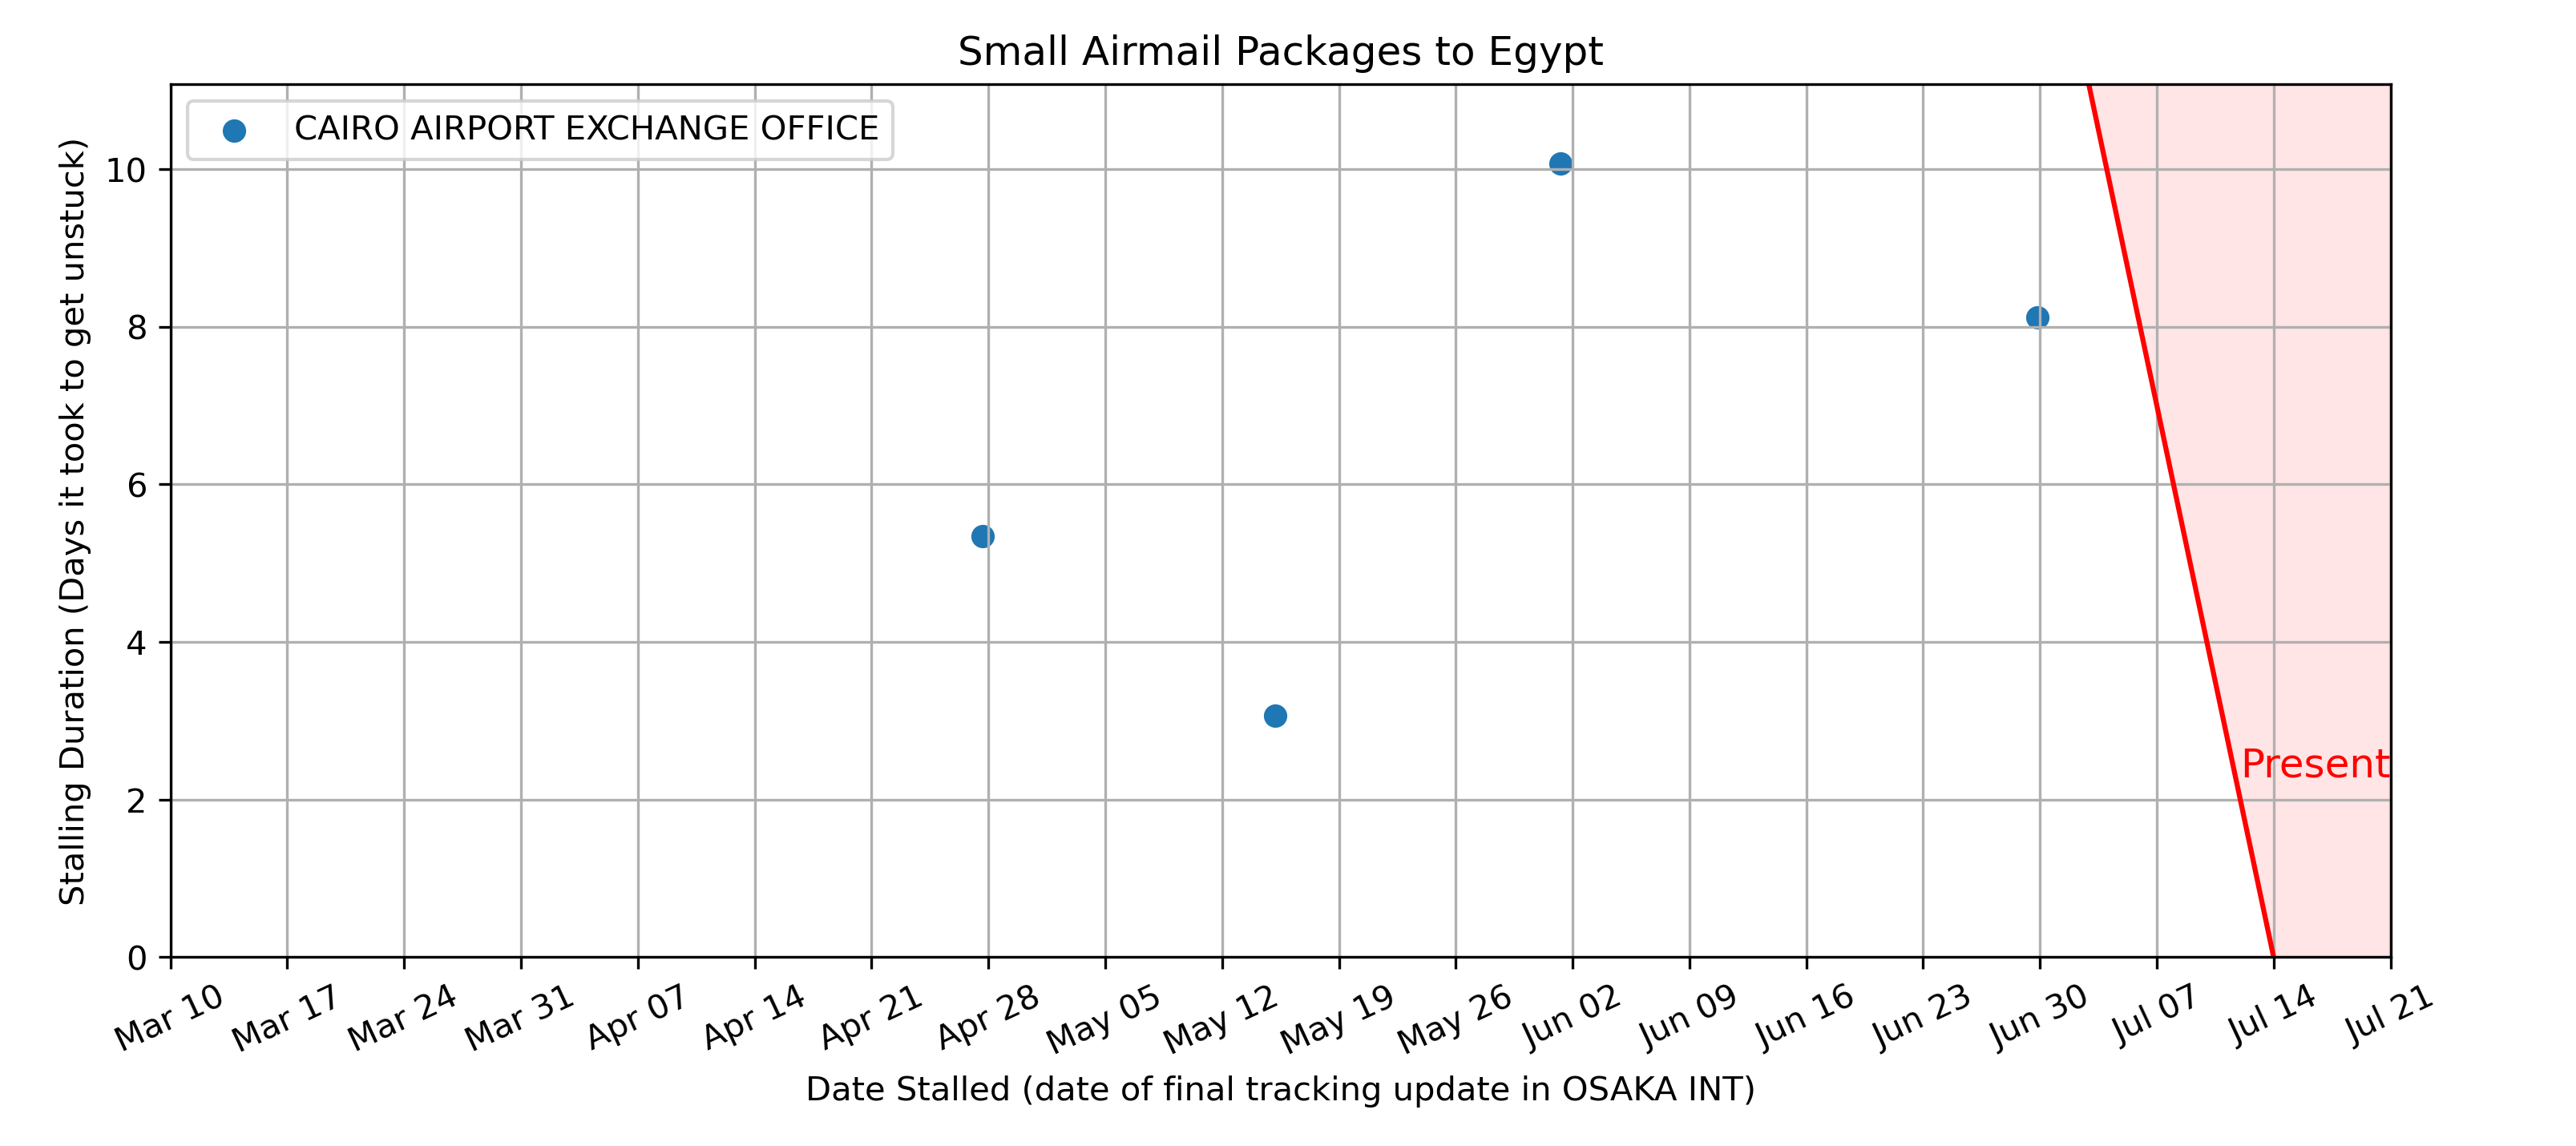 Small Airmail Packages to Egypt
CAIRO AIRPORT EXCHANGE OFFICE
Stalling Duration (Days it took to get unstuck)
10
8
6
4
2
0
Present
Mar 10 Mar 17 Mar 24 Mar 31 Apr 07 Apr 14 Apr 21 Apr 28 May 05 May 12 May 19 May 26 Jun 02 Jun 09 Jun 16 Jun 23 Jun 30 Jul 07 Jul 14 Jul 21
Date Stalled (date of final tracking update in OSAKA INT)